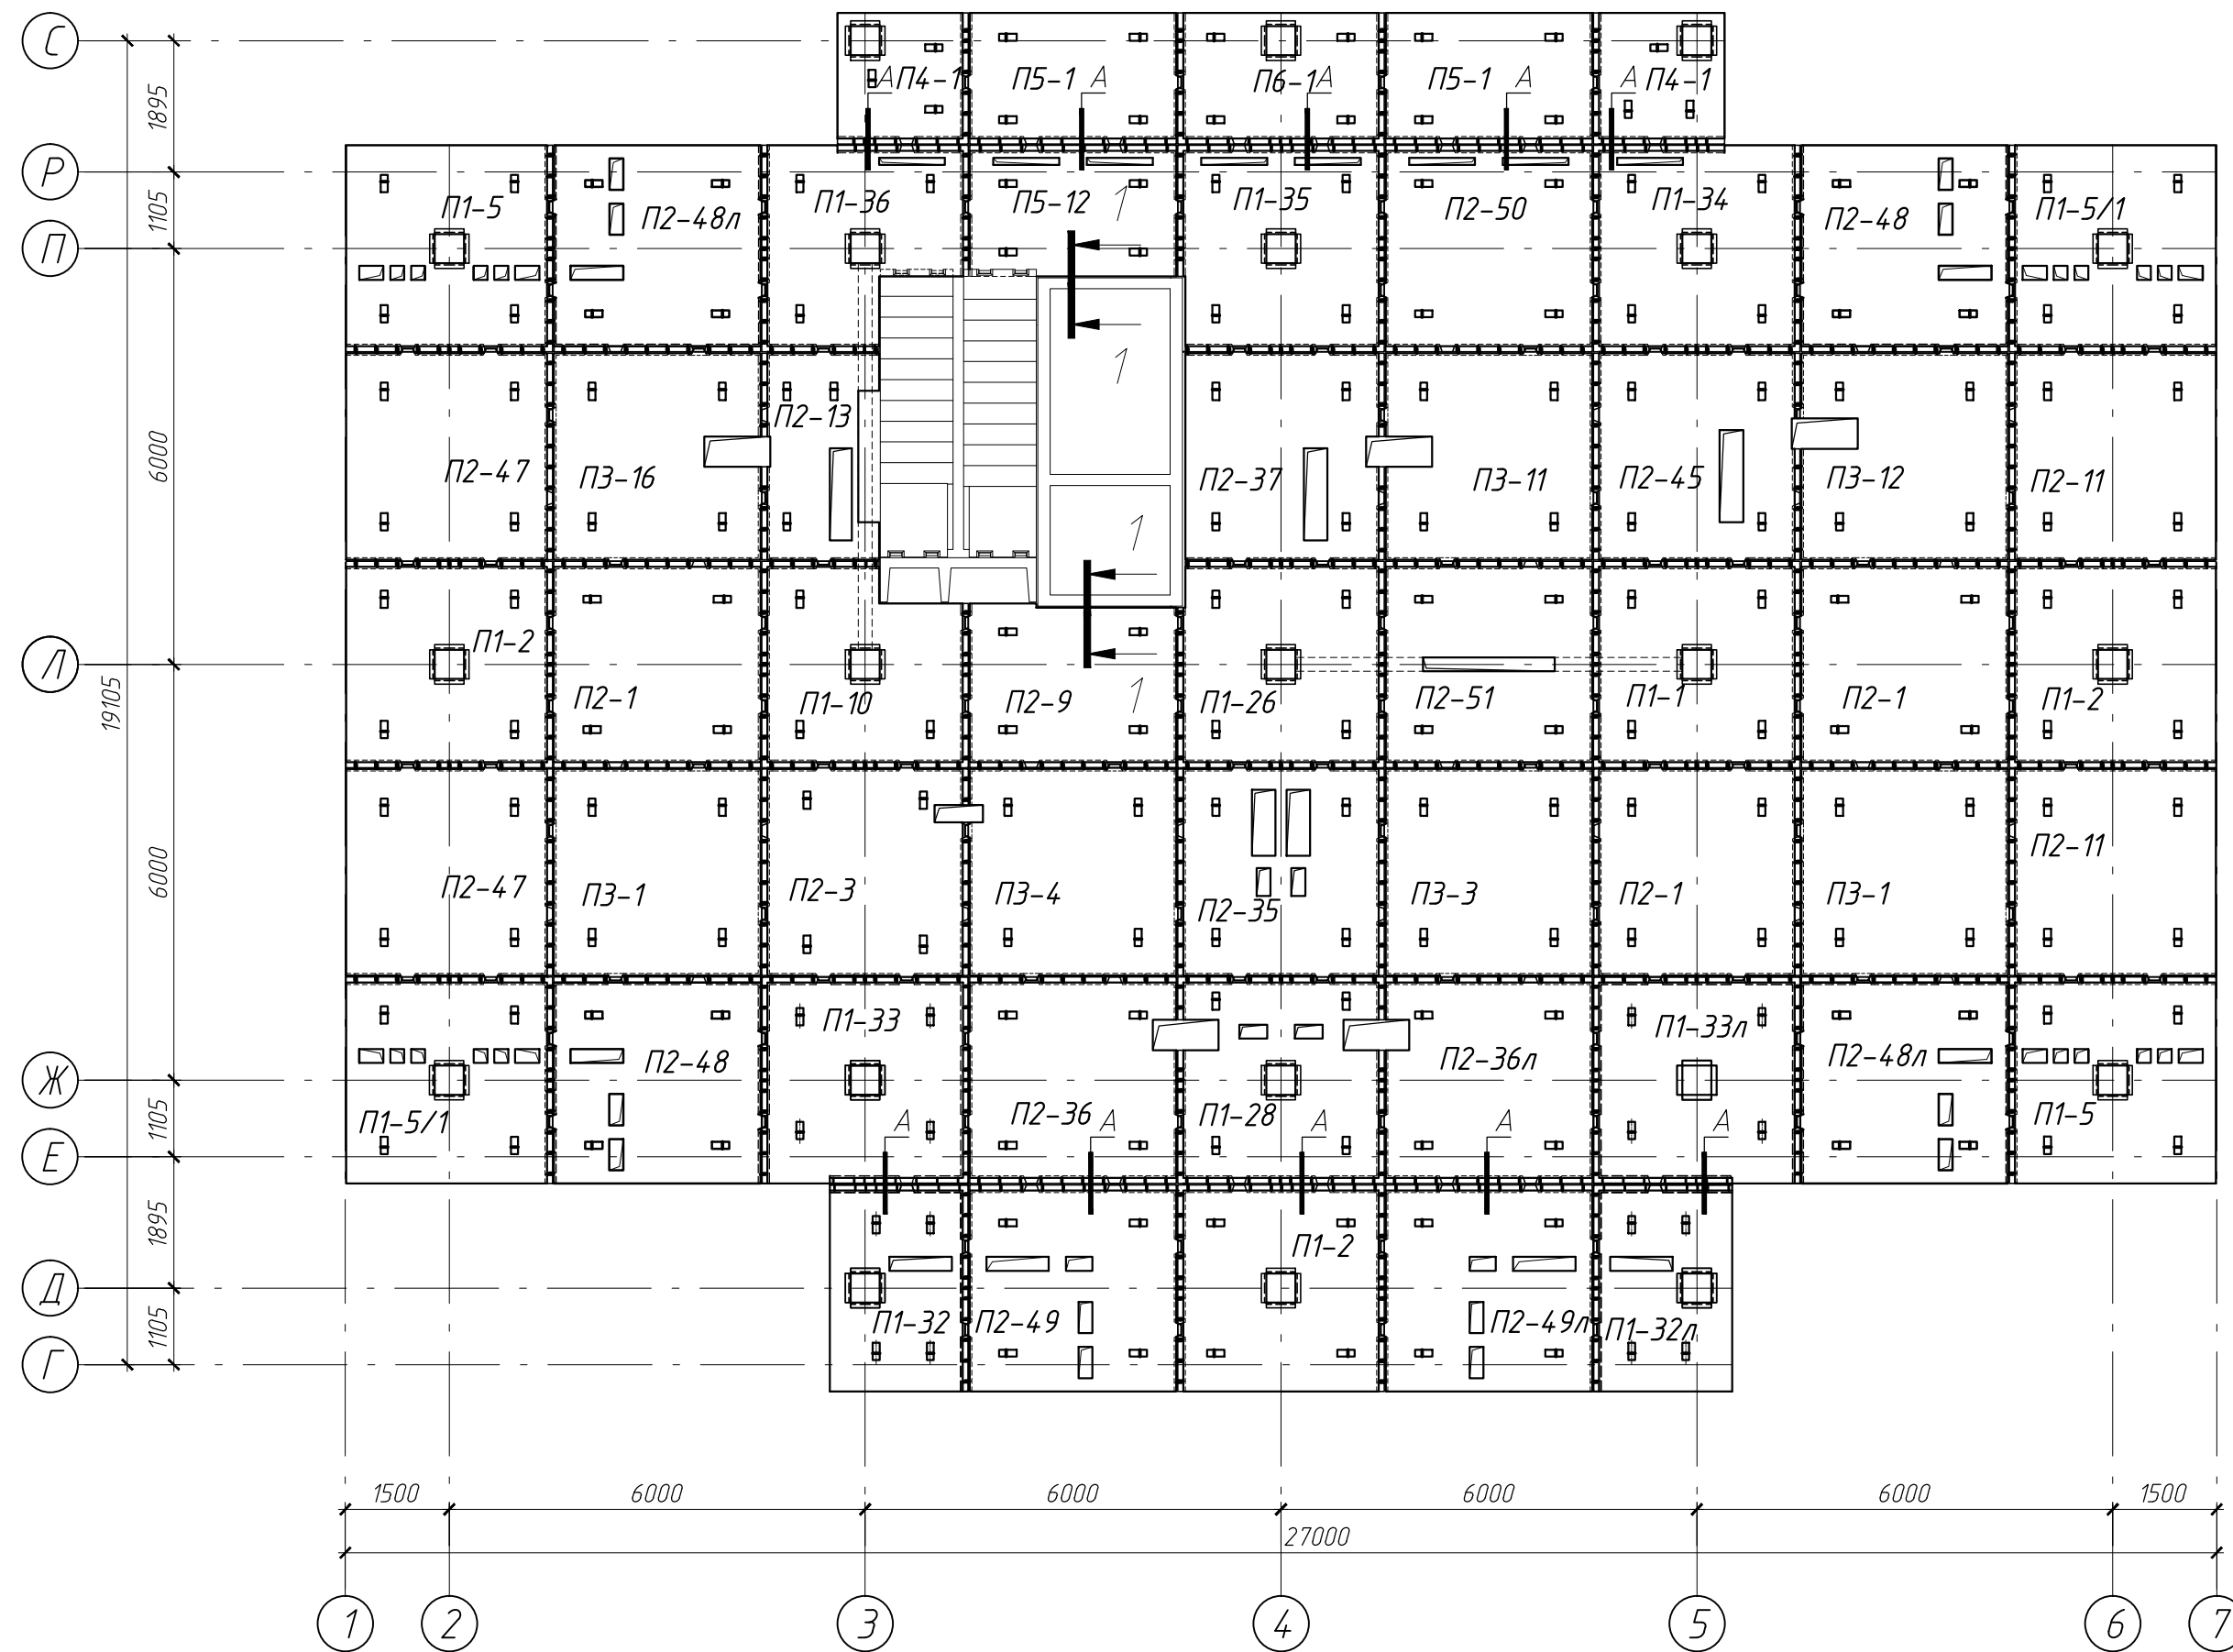 С
П4-1
А
П5-1
А
П6-1
А
П5-1
А
А
П4-1
1895
Р
П1-5
П2-48л
П1-36
П5-12
1
П1-35
П2-50
П1-34
П2-48
П1-5/1
1105
П
1
6000
П2-47
П3-16
П2-13
1
П2-37
П3-11
П2-45
П3-12
П2-11
Л
19105
П1-2
П2-1
П1-10
П2-9
1
П1-26
П2-51
П1-1
П2-1
П1-2
6000
П2-47
П3-1
П2-3
П3-4
П2-35
П3-3
П2-1
П3-1
П2-11
Ж
П1-5/1
П2-48
П1-33
П2-36
П1-28
П2-36л
П1-33л
П2-48л
П1-5
1105
А
А
А
А
А
Е
1895
П1-2
Д
П1-32
П2-49
П2-49л
П1-32л
1105
Г
1500
6000
6000
6000
6000
1500
27000
1
2
3
4
5
6
7